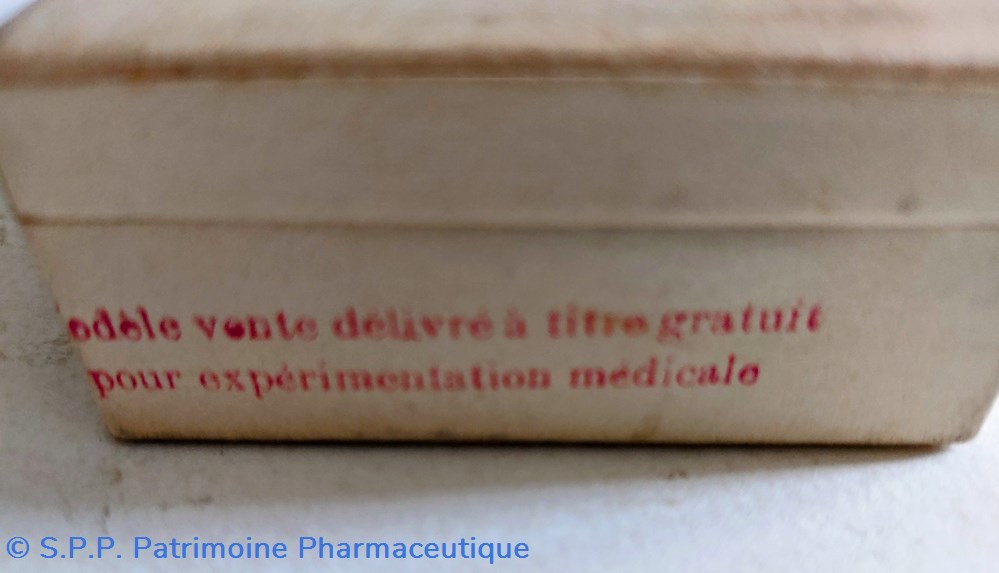 odèle vente délivré à titre gratuit
pour expérimentation médicale
© S.P.P. Patrimoine Pharmaceutique